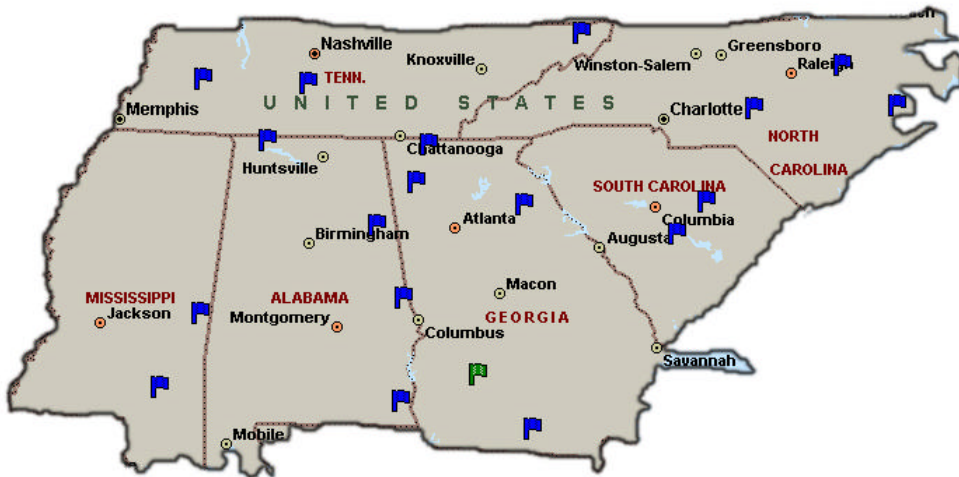 Nashville
Knoxville
Winston-Salem
Greensboro
Raleigh
TENN.
UNITED STATES
Memphis
Charlotte
NORTH
CAROLINA
Chattanooga
Huntsville
SOUTH CAROLINA
Columbia
Atlanta
Birmingham
Augusta
Macon
MISSISSIPPI
ALABAMA
GEORGIA
Jackson
Montgomery
Columbus
Savannah
Mobile